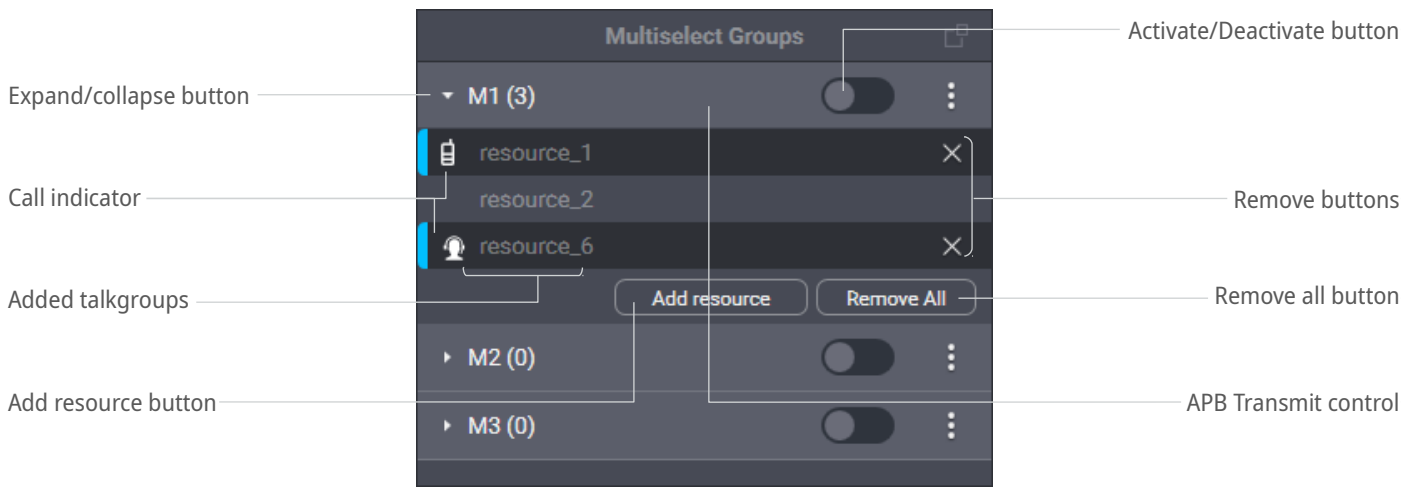 Multiselect Groups
Activate/Deactivate button
Expand/collapse button
M1 (3)
resource_1
Call indicator
resource_2
Remove buttons
resource_6
Added talkgroups
Add resource
Remove All
Remove all button
M2 (0)
Add resource button
APB Transmit control
M3 (0)